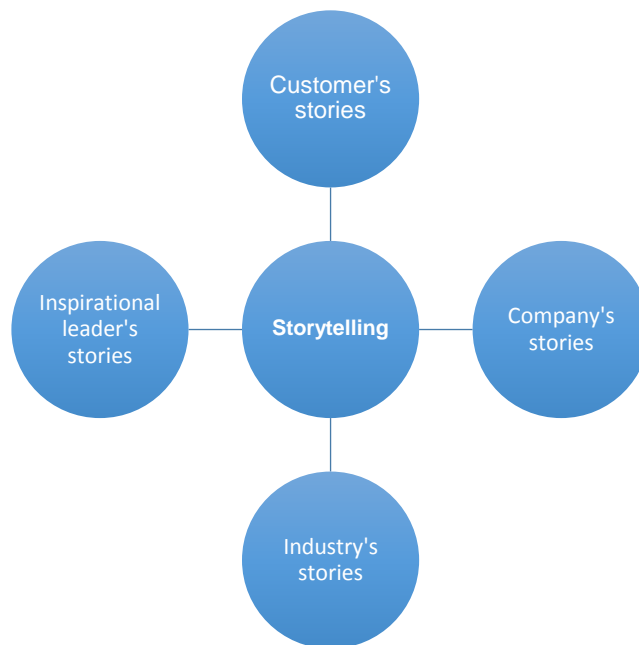 Customer's
stories
Inspirational
leader's
stories
Storytelling
Company's
stories
Industry's
stories